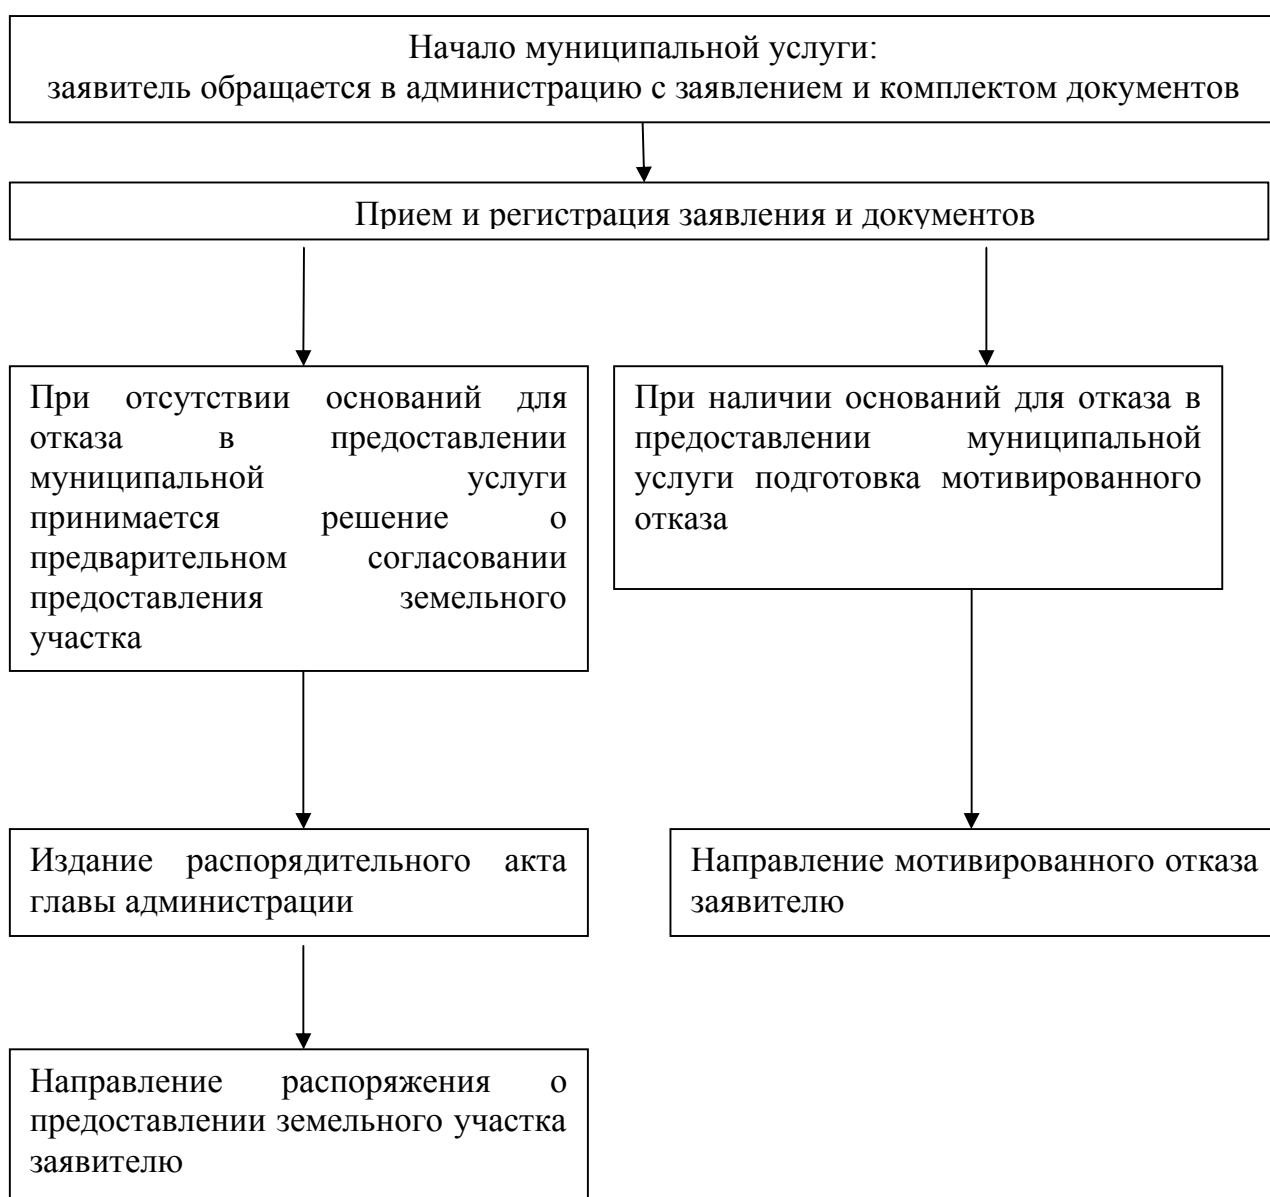 Начало муниципальной услуги:
заявитель обращается в администрацию с заявлением и комплектом документов
Прием и регистрация заявления и документов
При отсутствии оснований для
отказа в предоставлении
муниципальной услуги
принимается решение о
предварительном согласовании
предоставления земельного
участка
При наличии оснований для отказа в
предоставлении муниципальной
услуги подготовка мотивированного
отказа
Издание распорядительного акта
главы администрации
Направление мотивированного отказа
заявителю
Направление распоряжения о
предоставлении земельного участка
заявителю